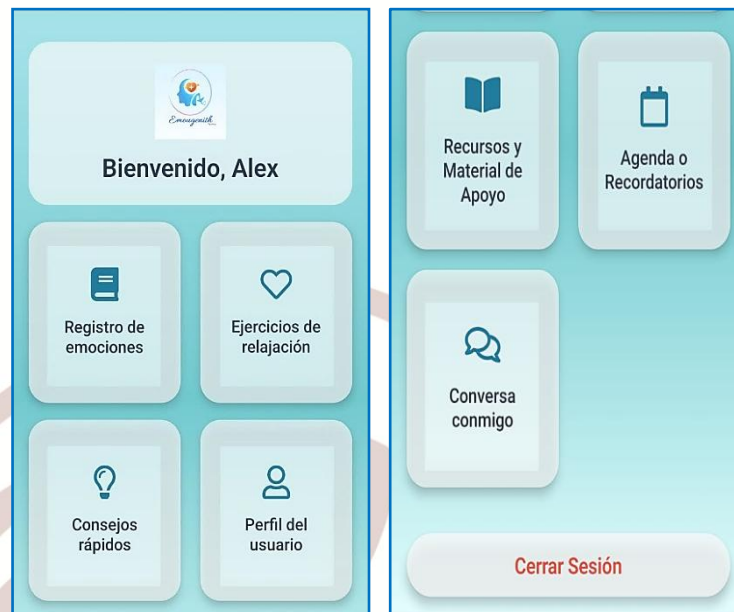 Bienvenido, Alex
Registro de
emociones
Ejercicios de
relajación
Consejos
rápidos
Perfil del
usuario
Recursos y
Material de
Apoyo
Agenda o
Recordatorios
Conversa
conmigo
Cerrar Sesión